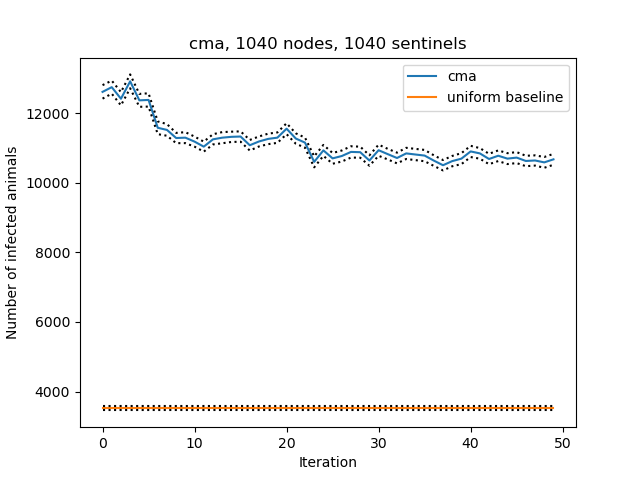 cma, 1040 nodes, 1040 sentinels
cma
uniform baseline
12000
10000
8000
6000
4000
Number of infected animals
0 10 20 30 40 50
Iteration